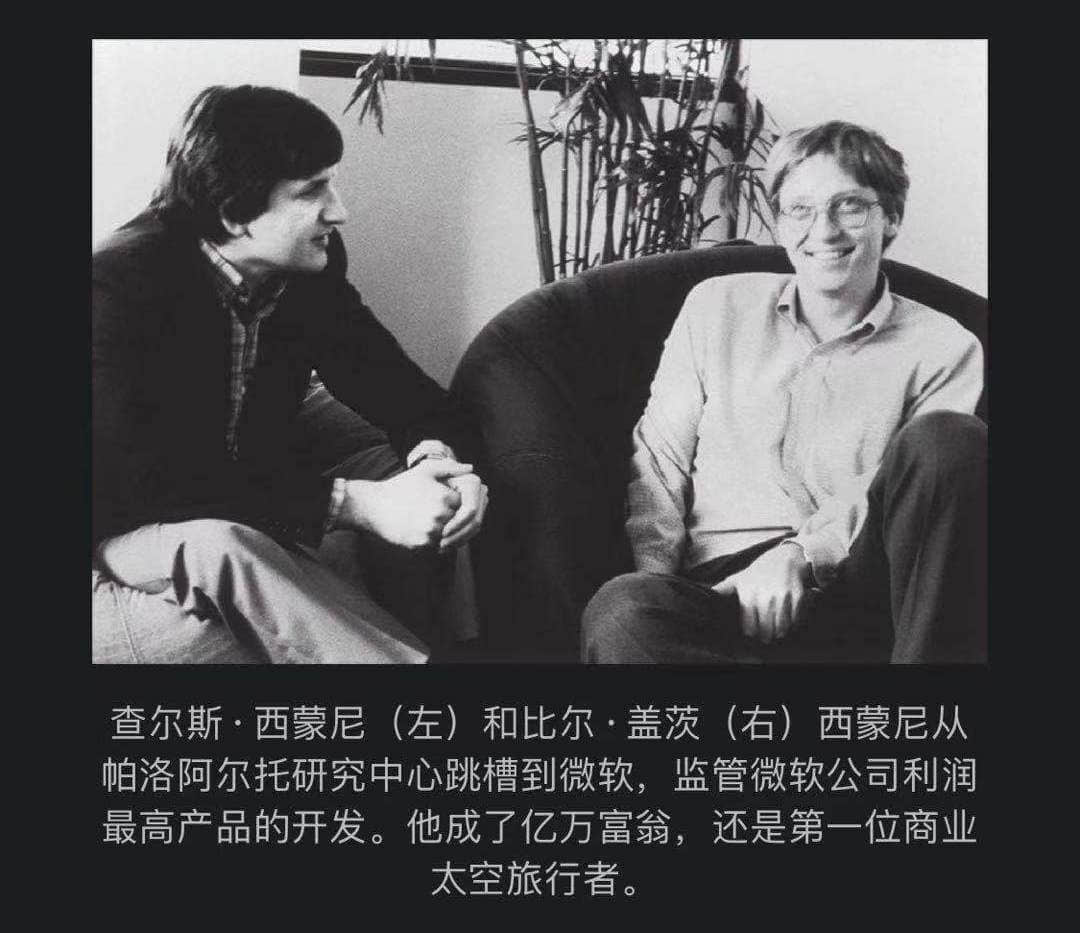 查尔斯·西蒙尼（左）和比尔·盖茨（右）西蒙尼从
帕洛阿尔托研究中心跳槽到微软，监管微软公司利润
最高产品的开发。他成了亿万富翁，还是第一位商业
太空旅行者。